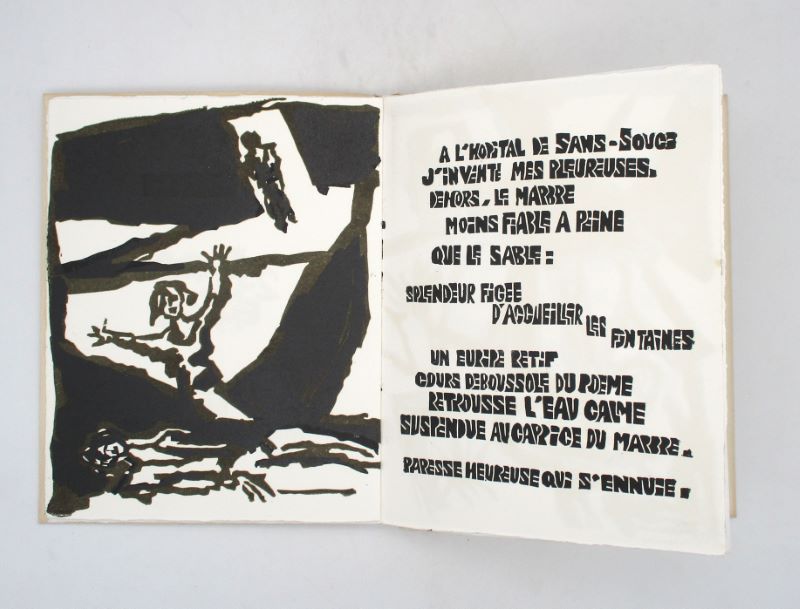 A L'HOPITAL DE SANS-SOUCI
J'INVENTE MES PLEUREUSES.
DEHORS, LE MARBRE
MOINS FIABLE A PEINE
QUE LE SABLE :
SPLENDEUR FIGEE
D'ACCUEILLIR LES FONTAINES
UN EURIPE RETIF
COURS DEBOUSSOLE DU POEME
RETROUSSE L'EAU CALME
SUSPENDUE AU CAPRICE DU MARBRE.
PARESSE HEUREUSE QUI S'ENNUIE.